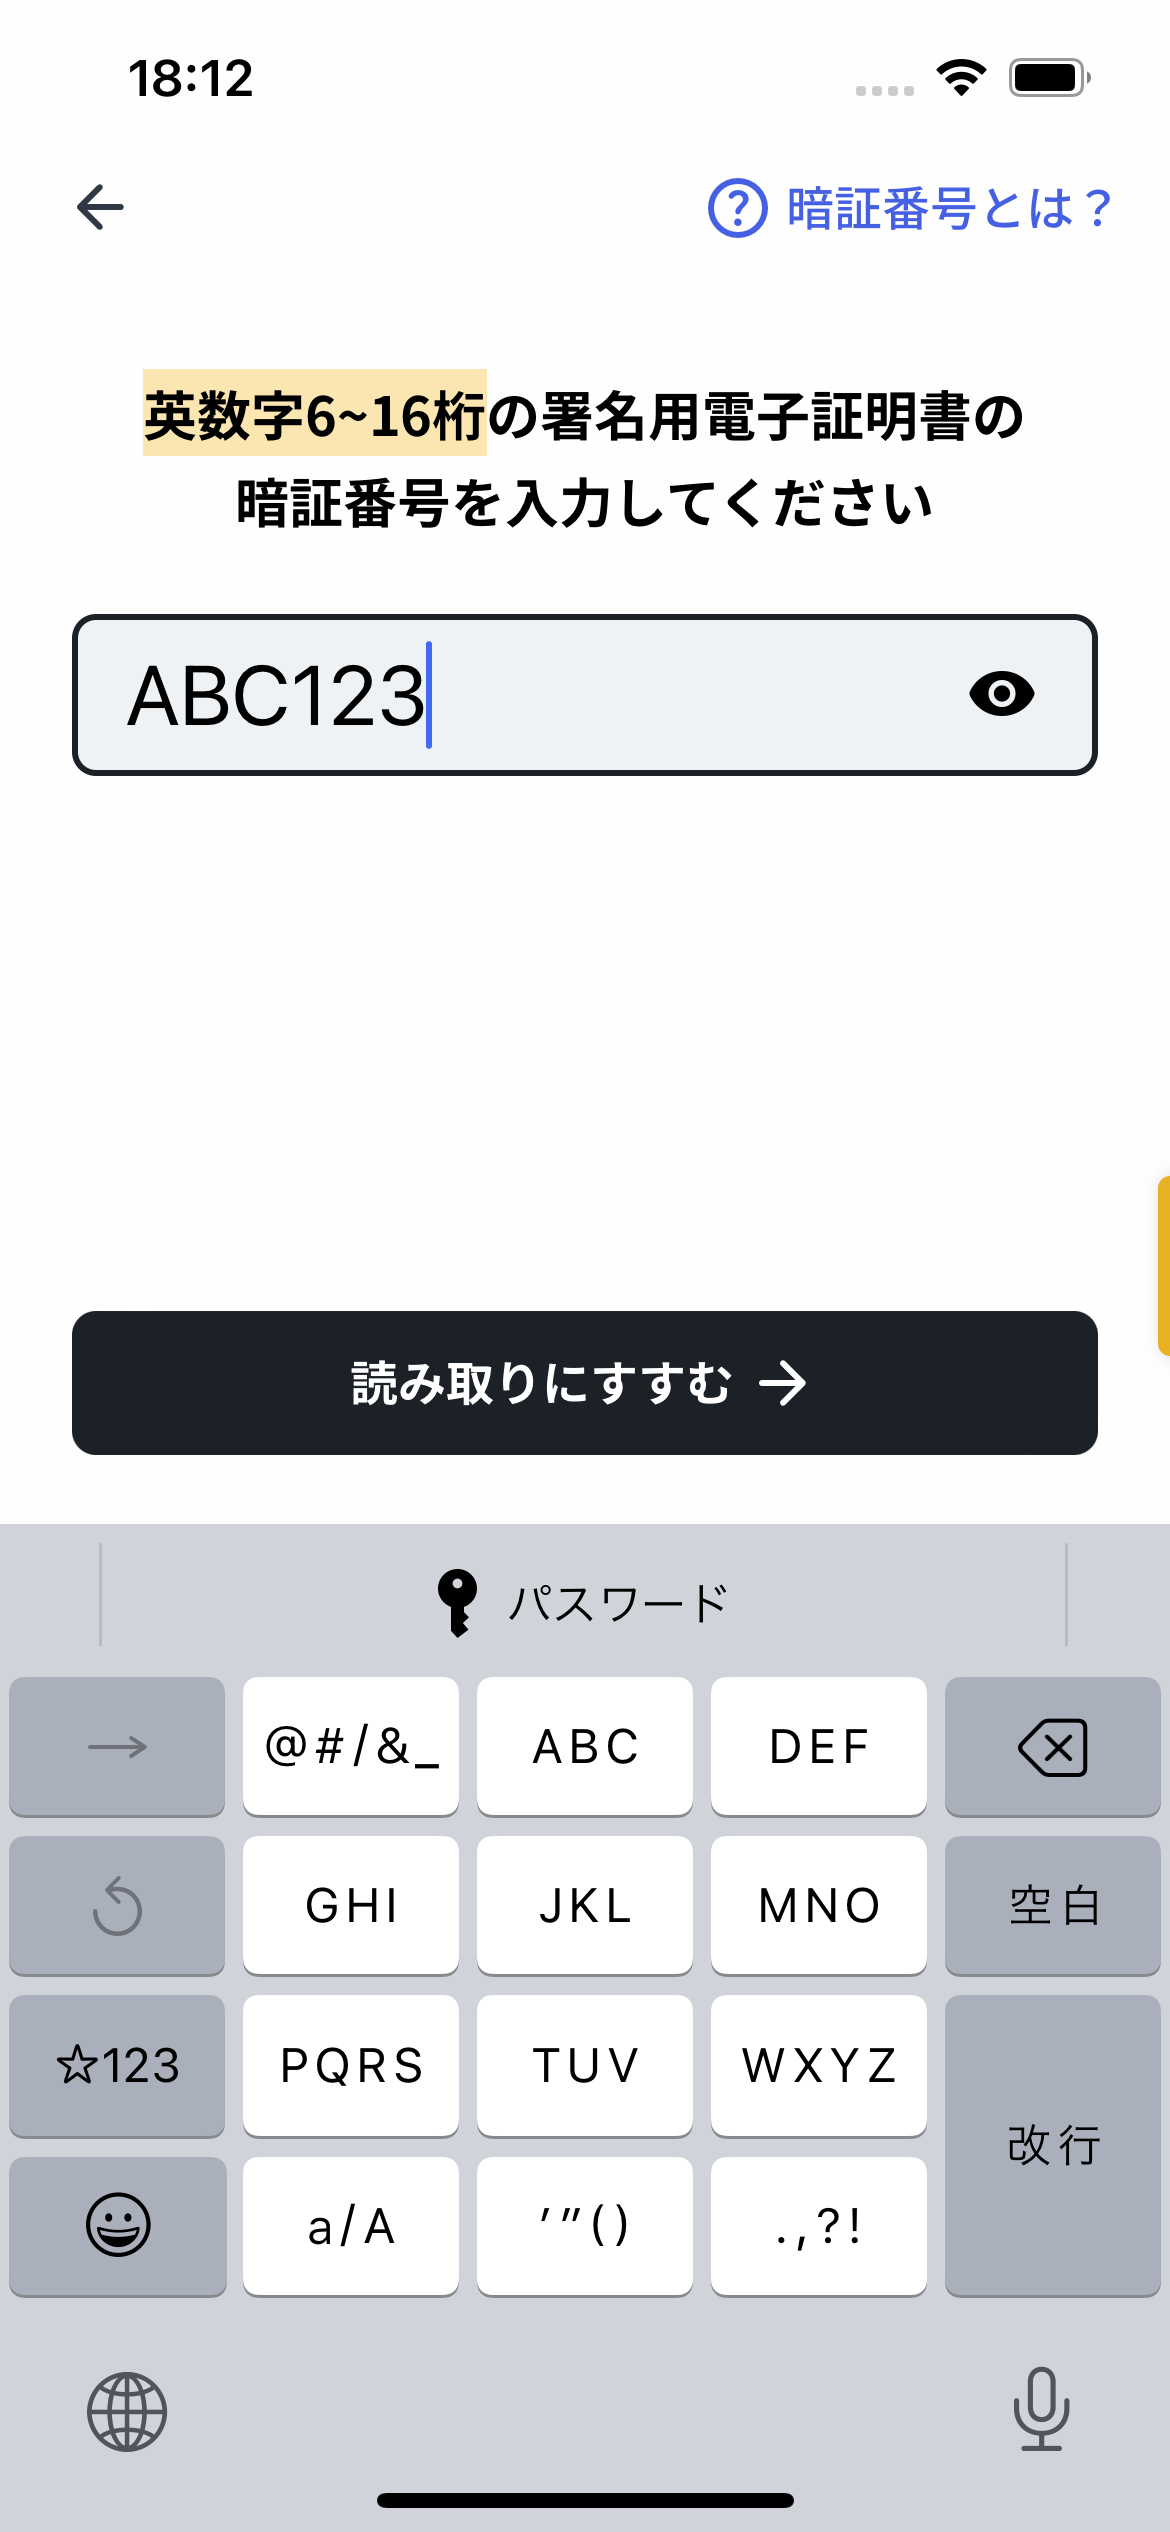 18:12
暗証番号とは？
英数字6~16桁の署名用電子証明書の
暗証番号を入力してください
ABC123
読み取りにすすむ →
パスワード
→ @#/&_ ABC DEF
GHI JKL MNO 空白
☆123 PQRS TUV WXYZ
改行
a/A ’”() .,?!